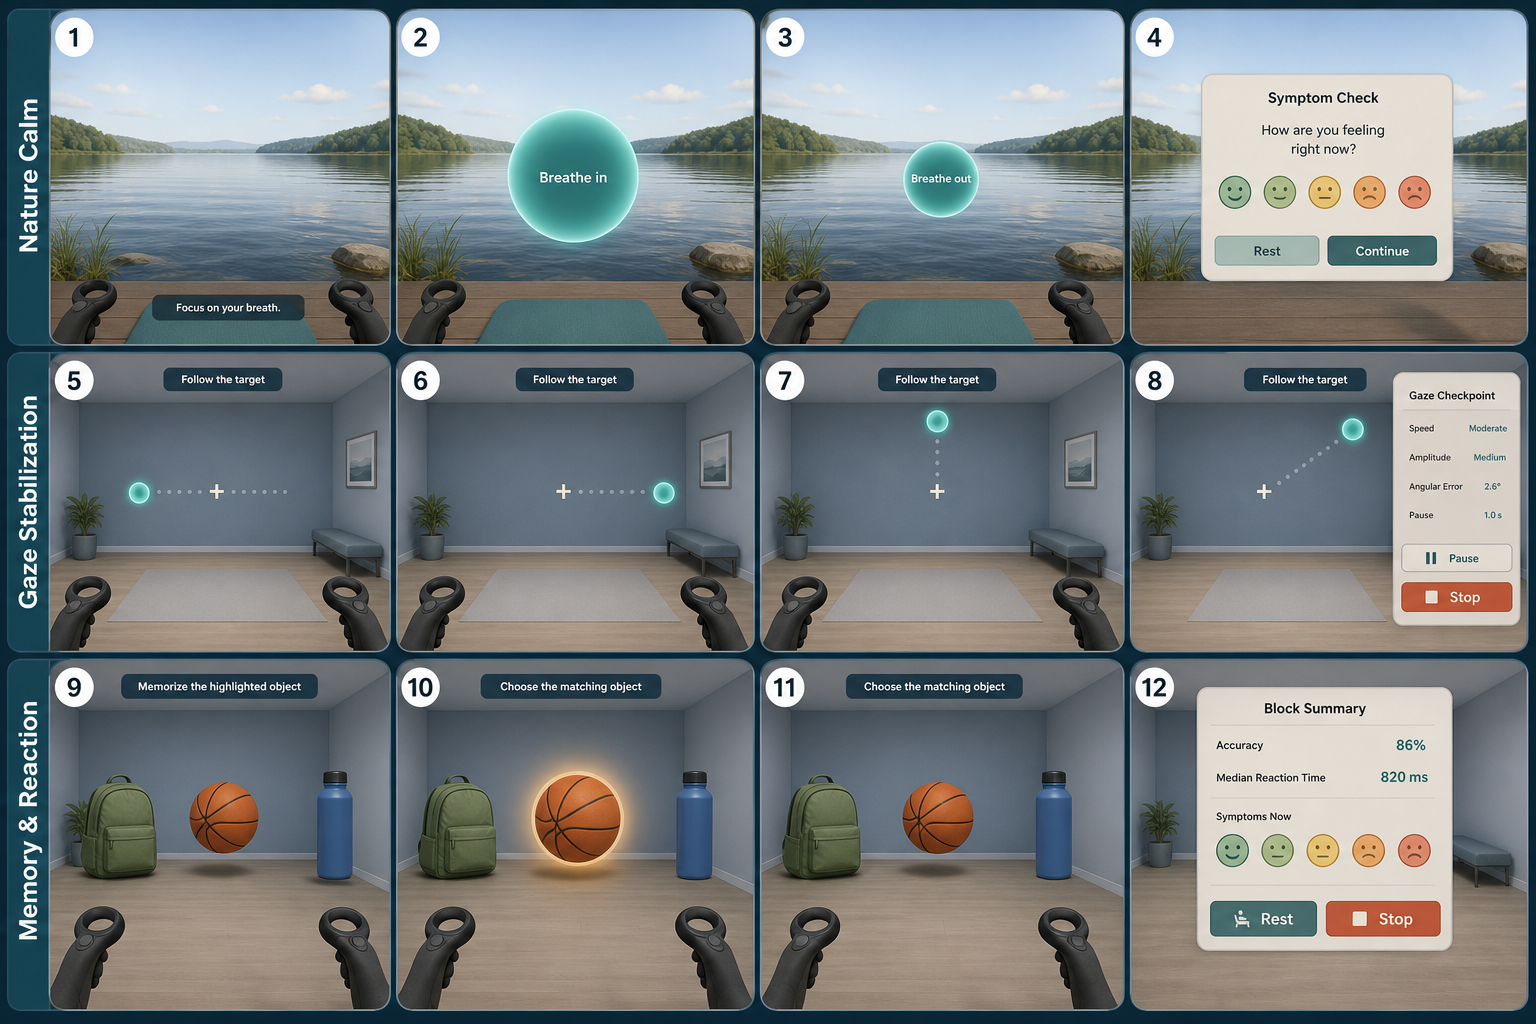 Nature Calm
1
Focus on your breath.
2
Breathe in
3
Breathe out
4
Symptom Check
How are you feeling
right now?
Rest
Continue
Gaze Stabilization
5
Follow the target
6
Follow the target
7
Follow the target
8
Follow the target
Gaze Checkpoint
Speed Moderate
Amplitude Medium
Angular Error 2.6°
Pause 1.0 s
Pause
Stop
Memory & Reaction
9
Memorize the highlighted object
10
Choose the matching object
11
Choose the matching object
12
Block Summary
Accuracy 86%
Median Reaction Time 820 ms
Symptoms Now
Rest
Stop